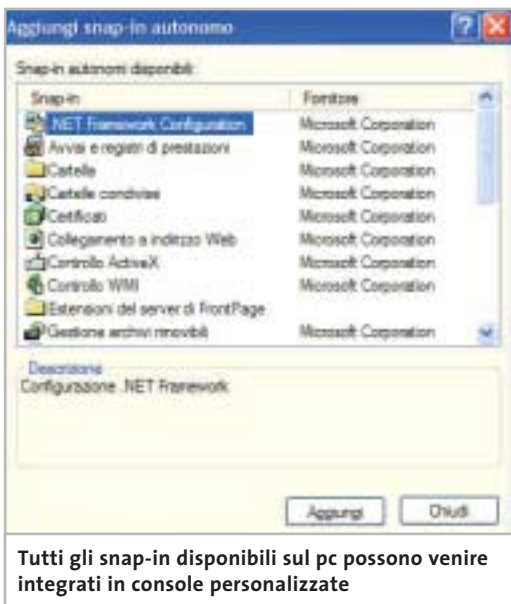 Aggiungi snap-in autonomo
Snap-in autonomi disponibili:
Snap-in Fornitore
.NET Framework Configuration Microsoft Corporation
Avvisi e registri di prestazioni Microsoft Corporation
Cartella Microsoft Corporation
Cartelle condivise Microsoft Corporation
Certificati Microsoft Corporation
Collegamento a indirizzo Web Microsoft Corporation
Controllo ActiveX Microsoft Corporation
Controllo WMI Microsoft Corporation
Estensioni del server di FrontPage
Gestione archivi rimovibili Microsoft Corporation
Descrizione
Configurazione .NET Framework
Aggiungi Chiudi
Tutti gli snap-in disponibili sul pc possono venire
integrati in console personalizzate